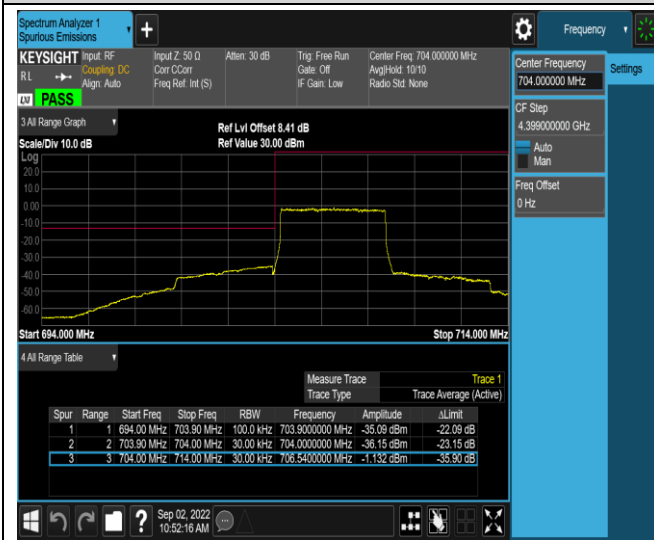 Spectrum Analyzer 1
Spurious Emissions
+
Frequency
KEYSIGHT
Input: RF
Input Z: 50 Ω
Atten: 30 dB
Trig: Free Run
Center Freq: 704.000000 MHz
RL
Coupling: DC
Corr CCorr
Gate: Off
Avg|Hold: 10/10
Align: Auto
Freq Ref: Int (S)
IF Gain: Low
Radio Std: None
LXI
PASS
Center Frequency
704.000000 MHz
Settings
CF Step
4.399000000 GHz
Auto
Man
Freq Offset
0 Hz
3 All Range Graph
Ref Lvl Offset 8.41 dB
Scale/Div 10.0 dB
Ref Value 30.00 dBm
Log
20.0
10.0
0.00
-10.0
-20.0
-30.0
-40.0
-50.0
-60.0
Start 694.000 MHz
Stop 714.000 MHz
4 All Range Table
Measure Trace Trace 1
Trace Type Trace Average (Active)
Spur Range Start Freq Stop Freq RBW Frequency Amplitude ΔLimit
1 1 694.00 MHz 703.90 MHz 100.0 kHz 703.9000000 MHz -35.09 dBm -22.09 dB
2 2 703.90 MHz 704.00 MHz 30.00 kHz 704.0000000 MHz -36.15 dBm -23.15 dB
3 3 704.00 MHz 714.00 MHz 30.00 kHz 706.5400000 MHz -1.132 dBm -35.90 dB
?
Sep 02, 2022
10:52:16 AM